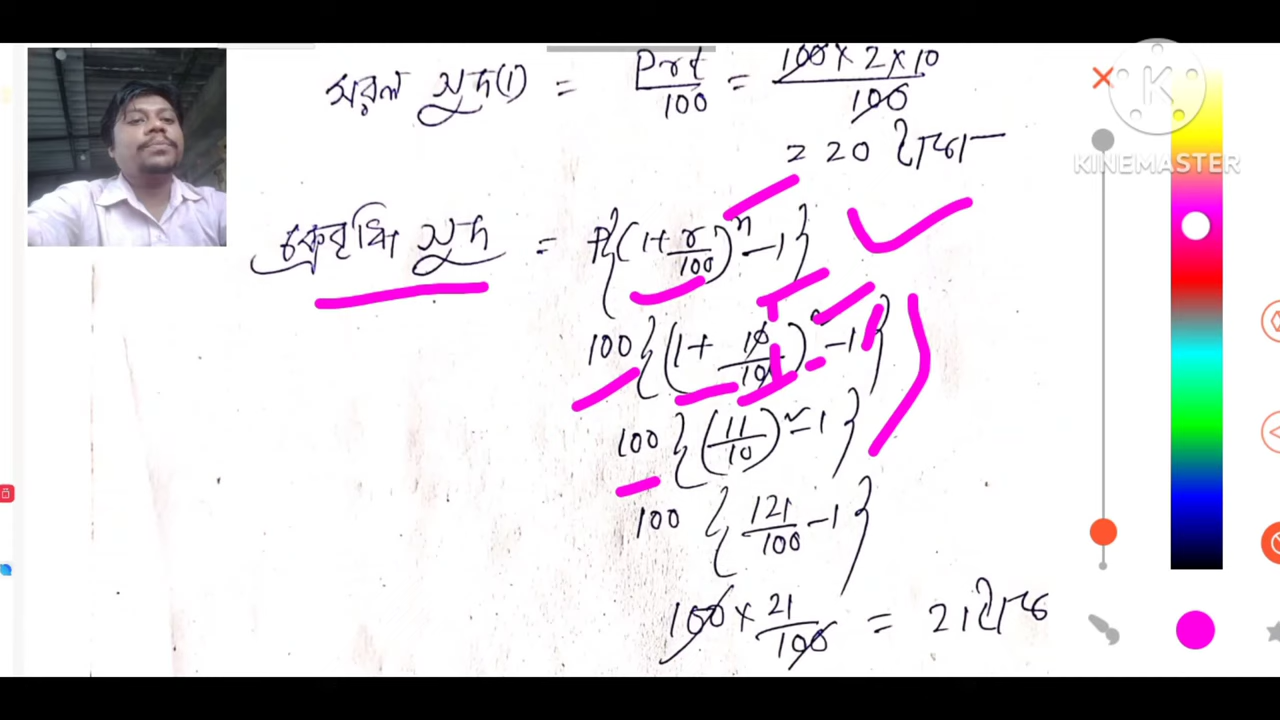 সরল সুদ(I) = Prt/100 = 100 × 2 × 10/100
= 20 টাকা
KINEMASTER
চক্রবৃদ্ধি সুদ = P{(1 + r/100)^n - 1}
100{(1 + 10/100)^2 - 1}
100{(11/10)^2 - 1}
100 {121/100 - 1}
100 × 21/100 = 21 টাকা